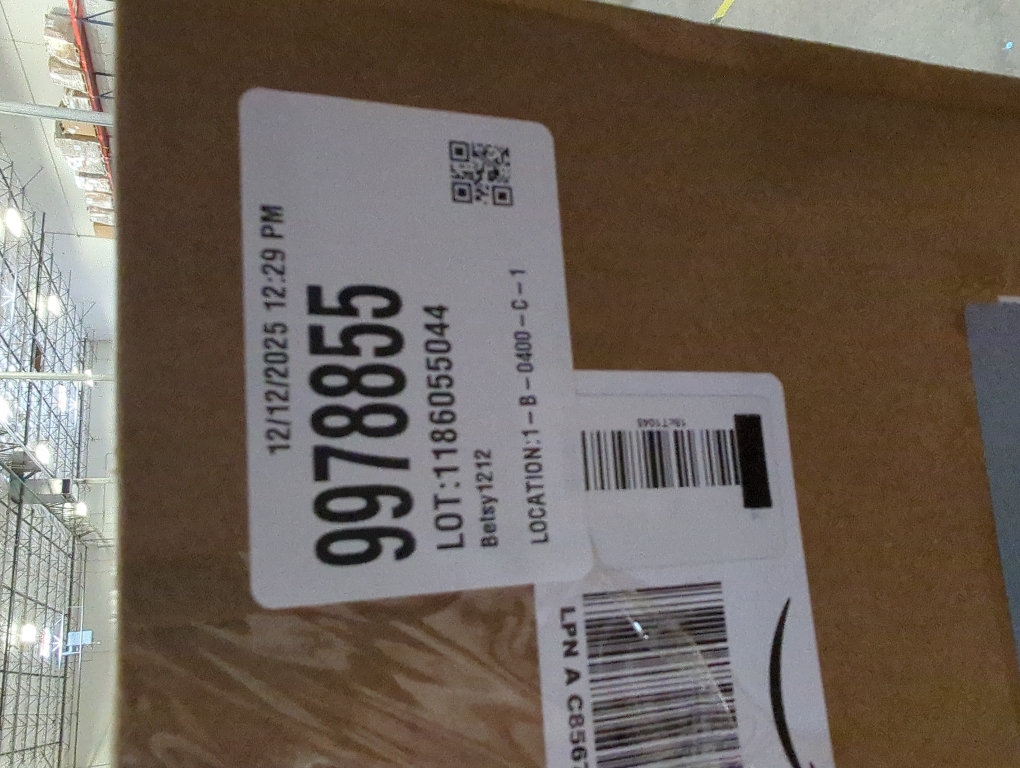 12/12/2025 12:29 PM
9978855
LOT:1186055044
Betsy1212
LOCATION:1-B-0400-C-1
LPN A C856